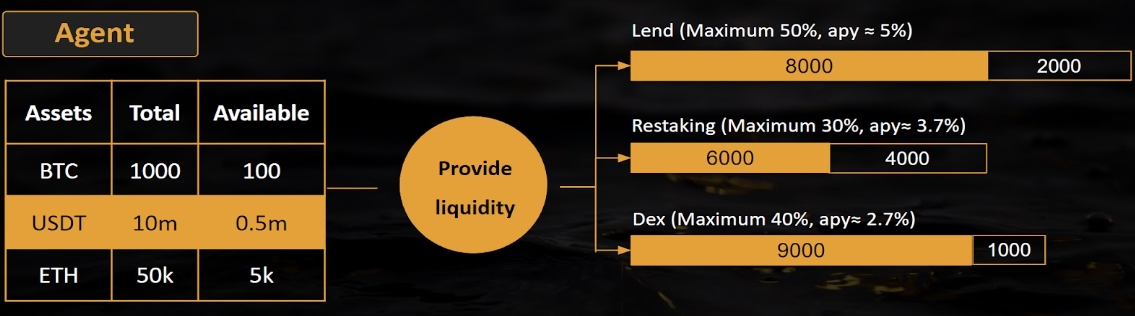 Agent
Assets Total Available
BTC 1000 100
USDT 10m 0.5m
ETH 50k 5k
Provide
liquidity
Lend (Maximum 50%, apy ≈ 5%)
8000 2000
Restaking (Maximum 30%, apy≈ 3.7%)
6000 4000
Dex (Maximum 40%, apy≈ 2.7%)
9000 1000